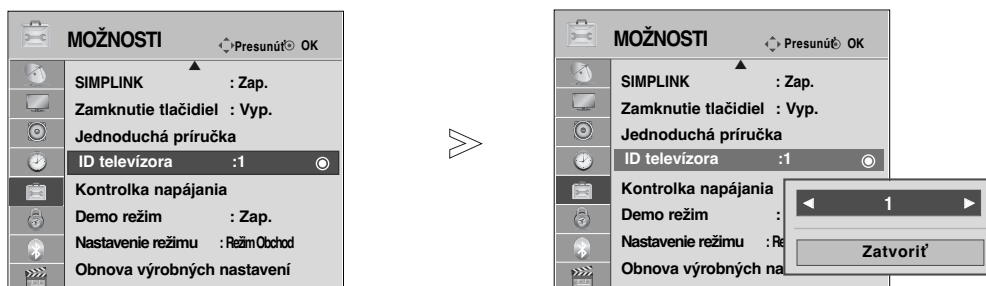 MOŽNOSTI Presunúť OK
SIMPLINK : Zap.
Zamknutie tlačidiel : Vyp.
Jednoduchá príručka
ID televízora :1
Kontrolka napájania
Demo režim : Zap.
Nastavenie režimu : Režim Obchod
Obnova výrobných nastavení
MOŽNOSTI Presunúť OK
SIMPLINK : Zap.
Zamknutie tlačidiel : Vyp.
Jednoduchá príručka
ID televízora :1
Kontrolka napájania
Demo režim :
Nastavenie režimu : Re
Obnova výrobných na
1
Zatvoriť